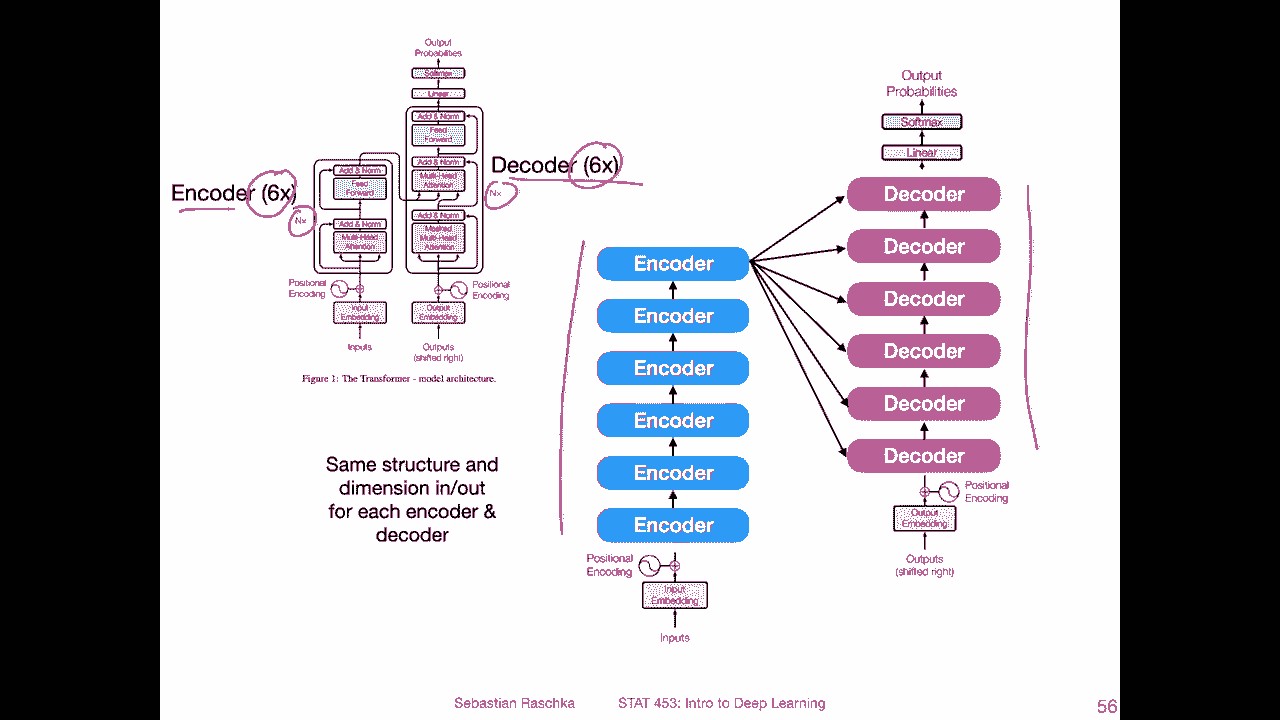 Output
Probabilities
Softmax
Linear
Add & Norm
Feed
Forward
Add & Norm
Multi-Head
Attention
Add & Norm
Masked
Multi-Head
Attention
Nx
Positional
Encoding
Output
Embedding
Outputs
(shifted right)
Decoder (6x)
Encoder (6x)
Nx
Add & Norm
Feed
Forward
Add & Norm
Multi-Head
Attention
Positional
Encoding
Input
Embedding
Inputs
Figure 1: The Transformer - model architecture.
Same structure and
dimension in/out
for each encoder &
decoder
Encoder
Encoder
Encoder
Encoder
Encoder
Encoder
Positional
Encoding
Input
Embedding
Inputs
Output
Probabilities
Softmax
Linear
Decoder
Decoder
Decoder
Decoder
Decoder
Decoder
Positional
Encoding
Output
Embedding
Outputs
(shifted right)
Sebastian Raschka STAT 453: Intro to Deep Learning 56